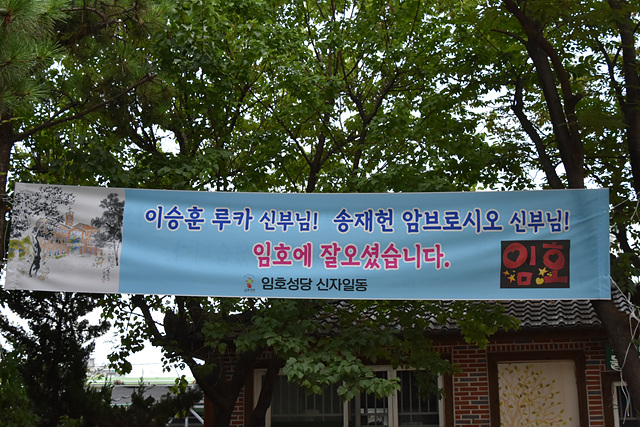 이승훈 루카 신부님! 송재헌 암브로시오 신부님!
임호에 잘오셨습니다.
임호
임호성당 신자일동